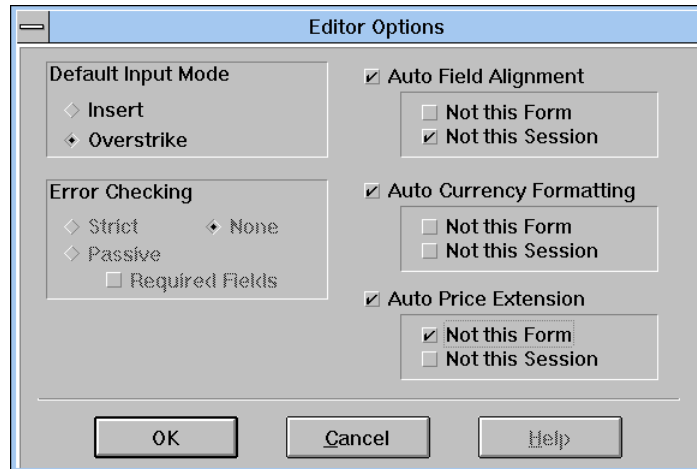 Editor Options
Default Input Mode
Insert
Overstrike
Error Checking
Strict None
Passive
Required Fields
Auto Field Alignment
Not this Form
Not this Session
Auto Currency Formatting
Not this Form
Not this Session
Auto Price Extension
Not this Form
Not this Session
OK Cancel Help